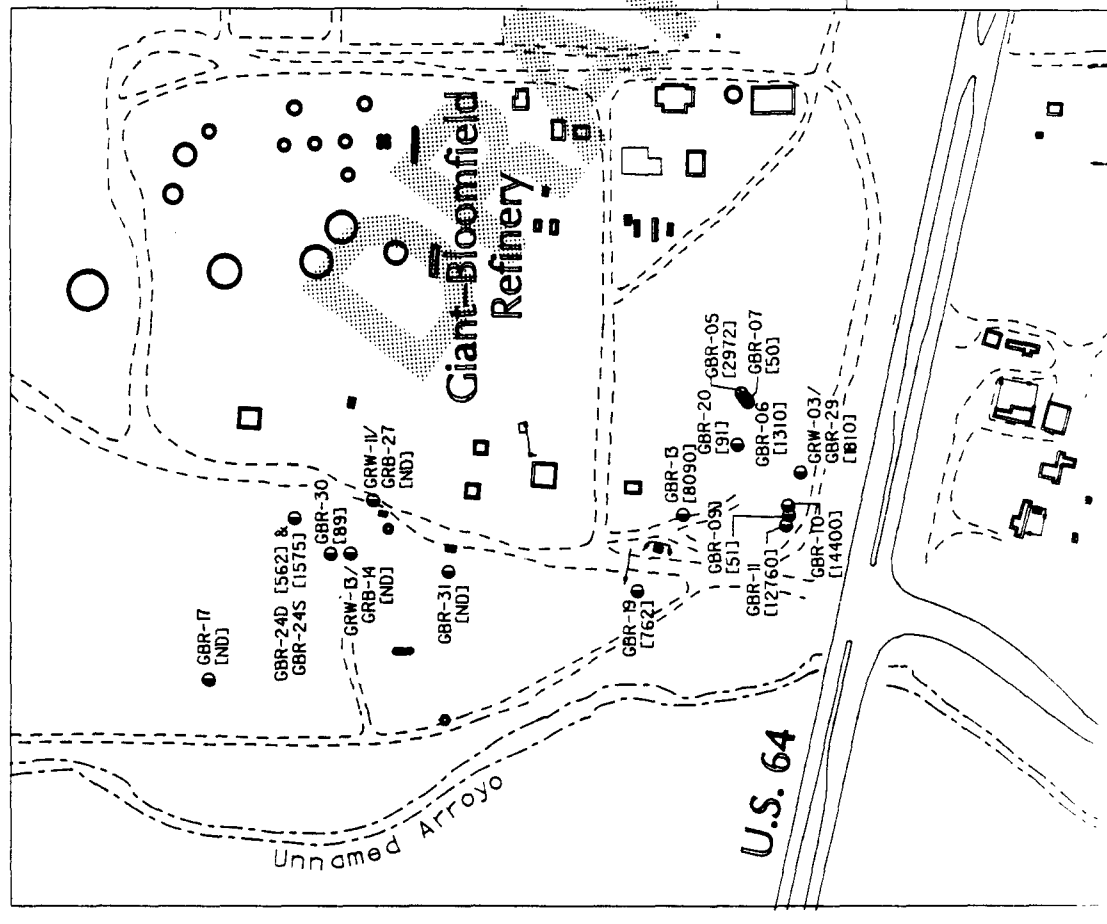 Giant-Bloomfield
Refinery
GBR-17
[ND]
GBR-24D [562] &
GBR-24S [1575]
GBR-30
[89]
GRW-11/
GRB-27
[ND]
GRW-13/
GRB-14
[ND]
GBR-31
[ND]
GBR-19
[762]
GBR-13
[8090]
GBR-20
[91]
GBR-05
[2972]
GBR-07
[50]
GBR-06
[1310]
GBR-09
[51]
GBR-11
[12760]
GBR-10
[14400]
GRW-03/
GBR-29
[1810]
Unnamed Arroyo
U.S. 64